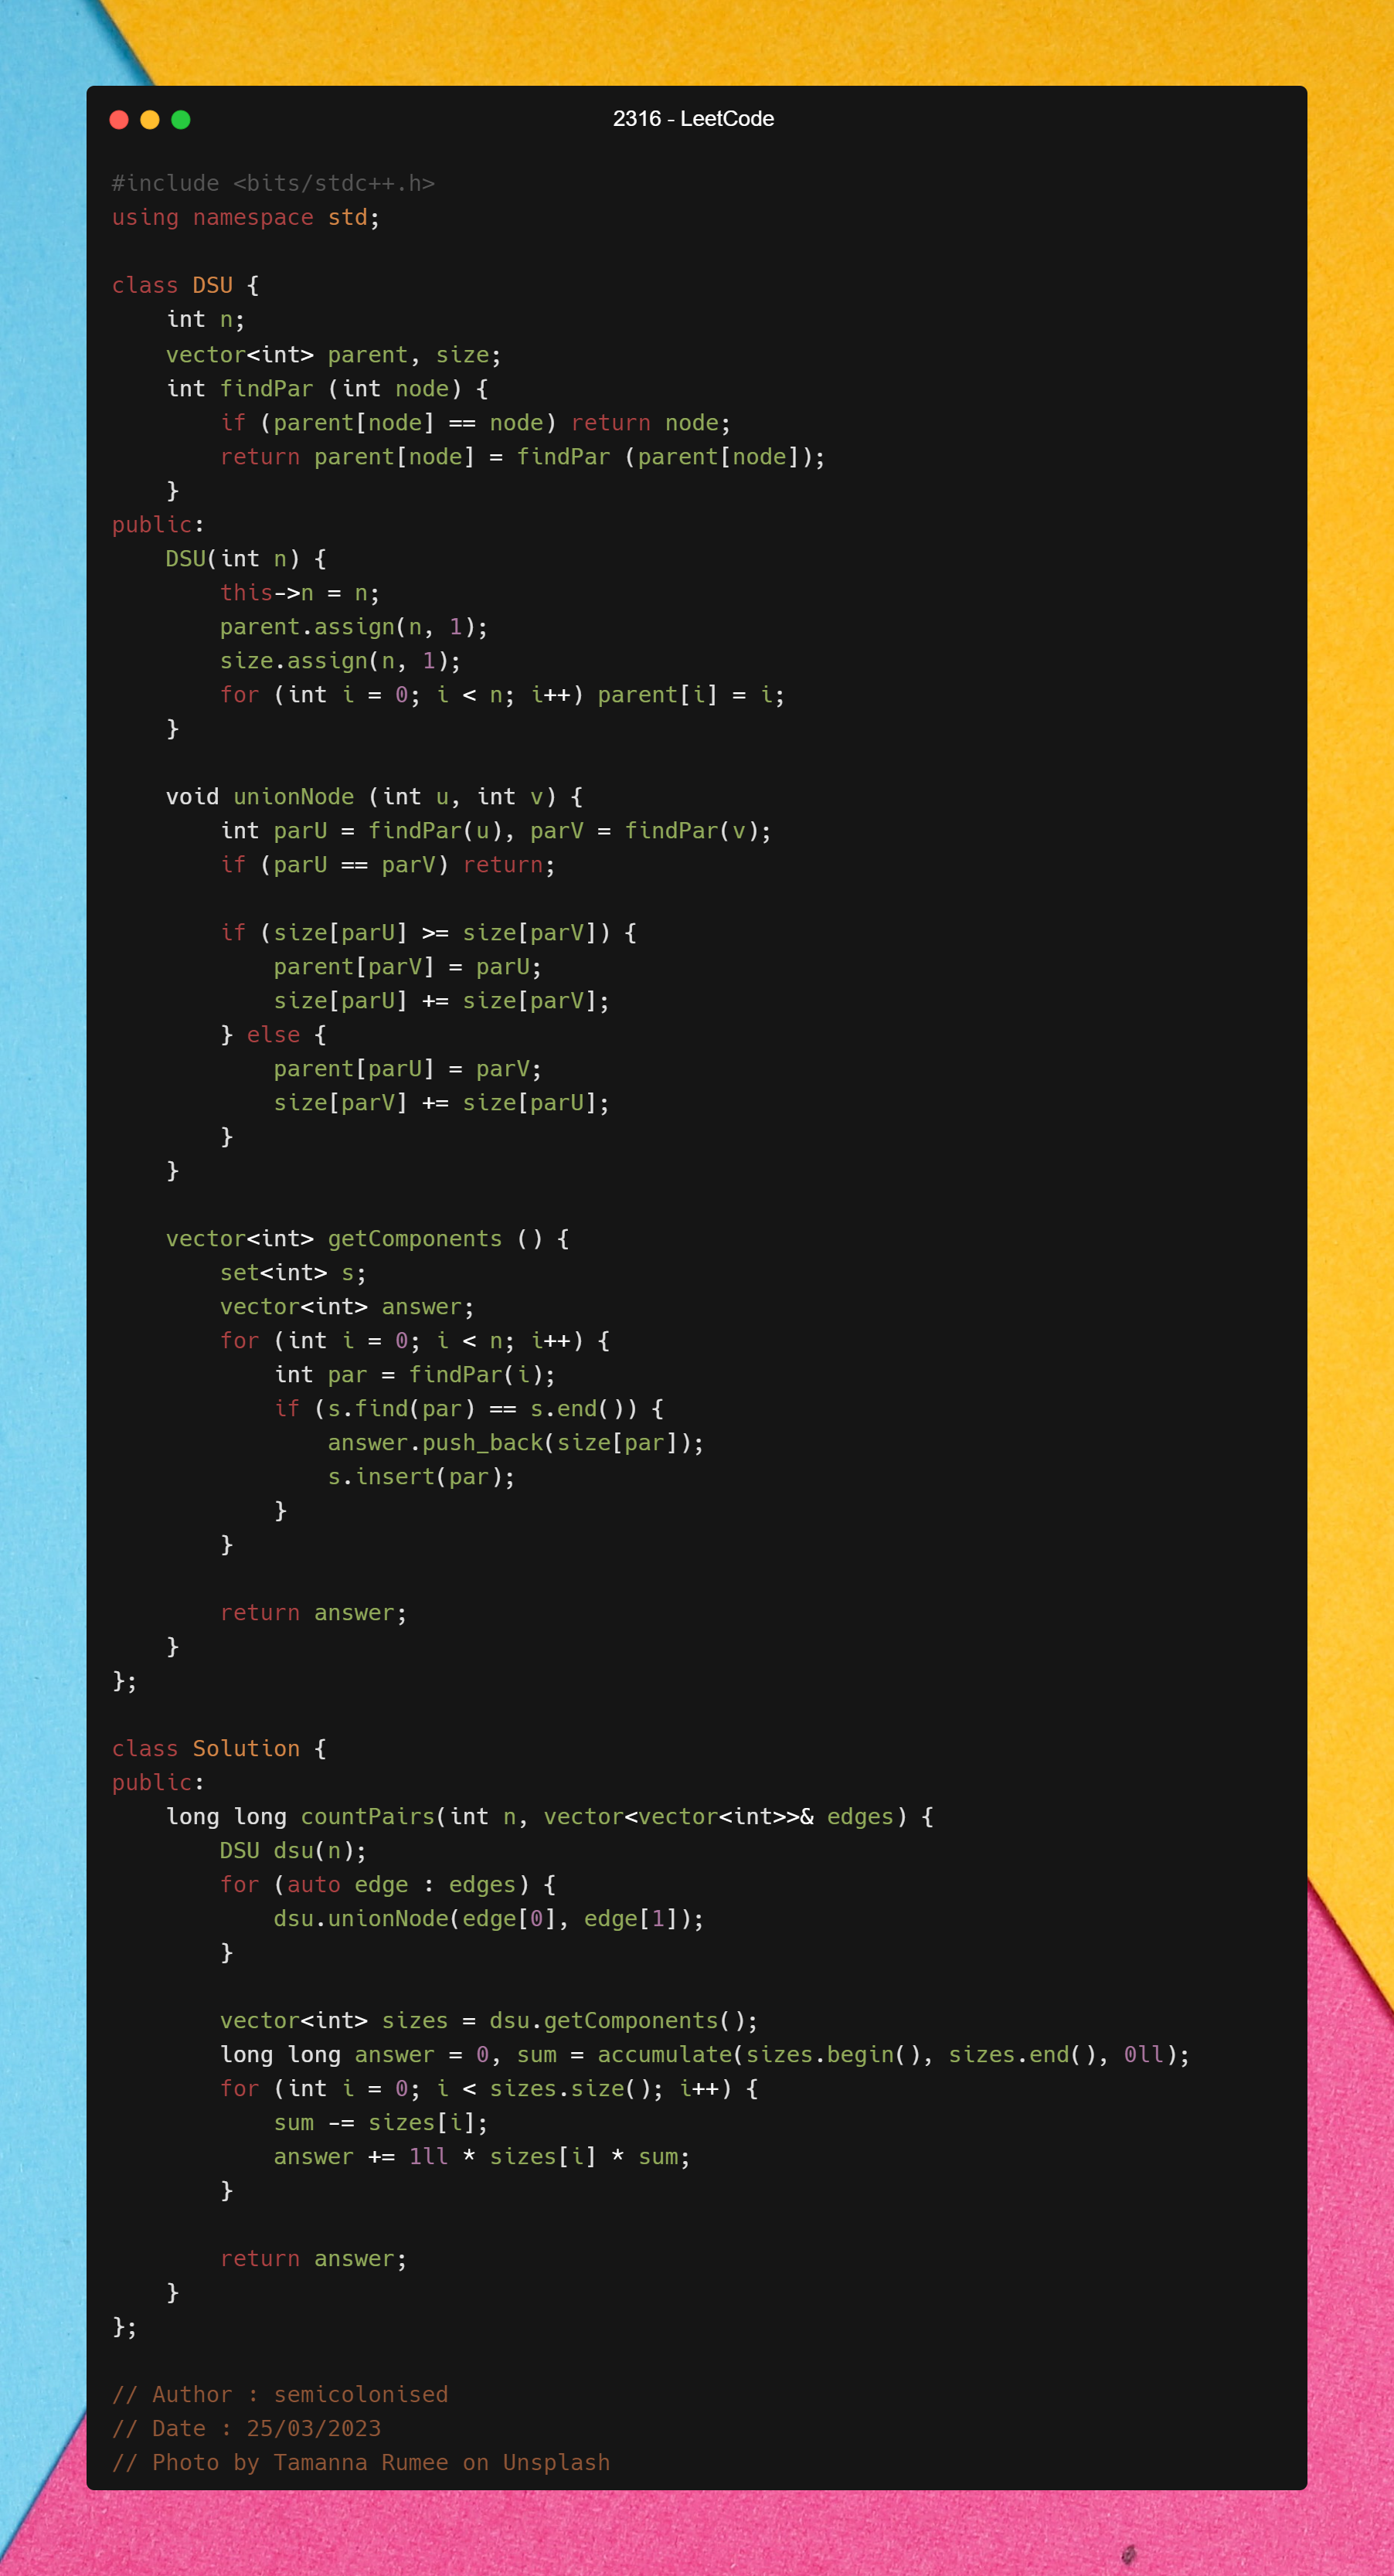 2316 - LeetCode
#include <bits/stdc++.h>
using namespace std;

class DSU {
    int n;
    vector<int> parent, size;
    int findPar (int node) {
        if (parent[node] == node) return node;
        return parent[node] = findPar (parent[node]);
    }
public:
    DSU(int n) {
        this->n = n;
        parent.assign(n, 1);
        size.assign(n, 1);
        for (int i = 0; i < n; i++) parent[i] = i;
    }

    void unionNode (int u, int v) {
        int parU = findPar(u), parV = findPar(v);
        if (parU == parV) return;

        if (size[parU] >= size[parV]) {
            parent[parV] = parU;
            size[parU] += size[parV];
        } else {
            parent[parU] = parV;
            size[parV] += size[parU];
        }
    }

    vector<int> getComponents () {
        set<int> s;
        vector<int> answer;
        for (int i = 0; i < n; i++) {
            int par = findPar(i);
            if (s.find(par) == s.end()) {
                answer.push_back(size[par]);
                s.insert(par);
            }
        }

        return answer;
    }
};

class Solution {
public:
    long long countPairs(int n, vector<vector<int>>& edges) {
        DSU dsu(n);
        for (auto edge : edges) {
            dsu.unionNode(edge[0], edge[1]);
        }

        vector<int> sizes = dsu.getComponents();
        long long answer = 0, sum = accumulate(sizes.begin(), sizes.end(), 0ll);
        for (int i = 0; i < sizes.size(); i++) {
            sum -= sizes[i];
            answer += 1ll * sizes[i] * sum;
        }

        return answer;
    }
};

// Author : semicolonised
// Date : 25/03/2023
// Photo by Tamanna Rumee on Unsplash